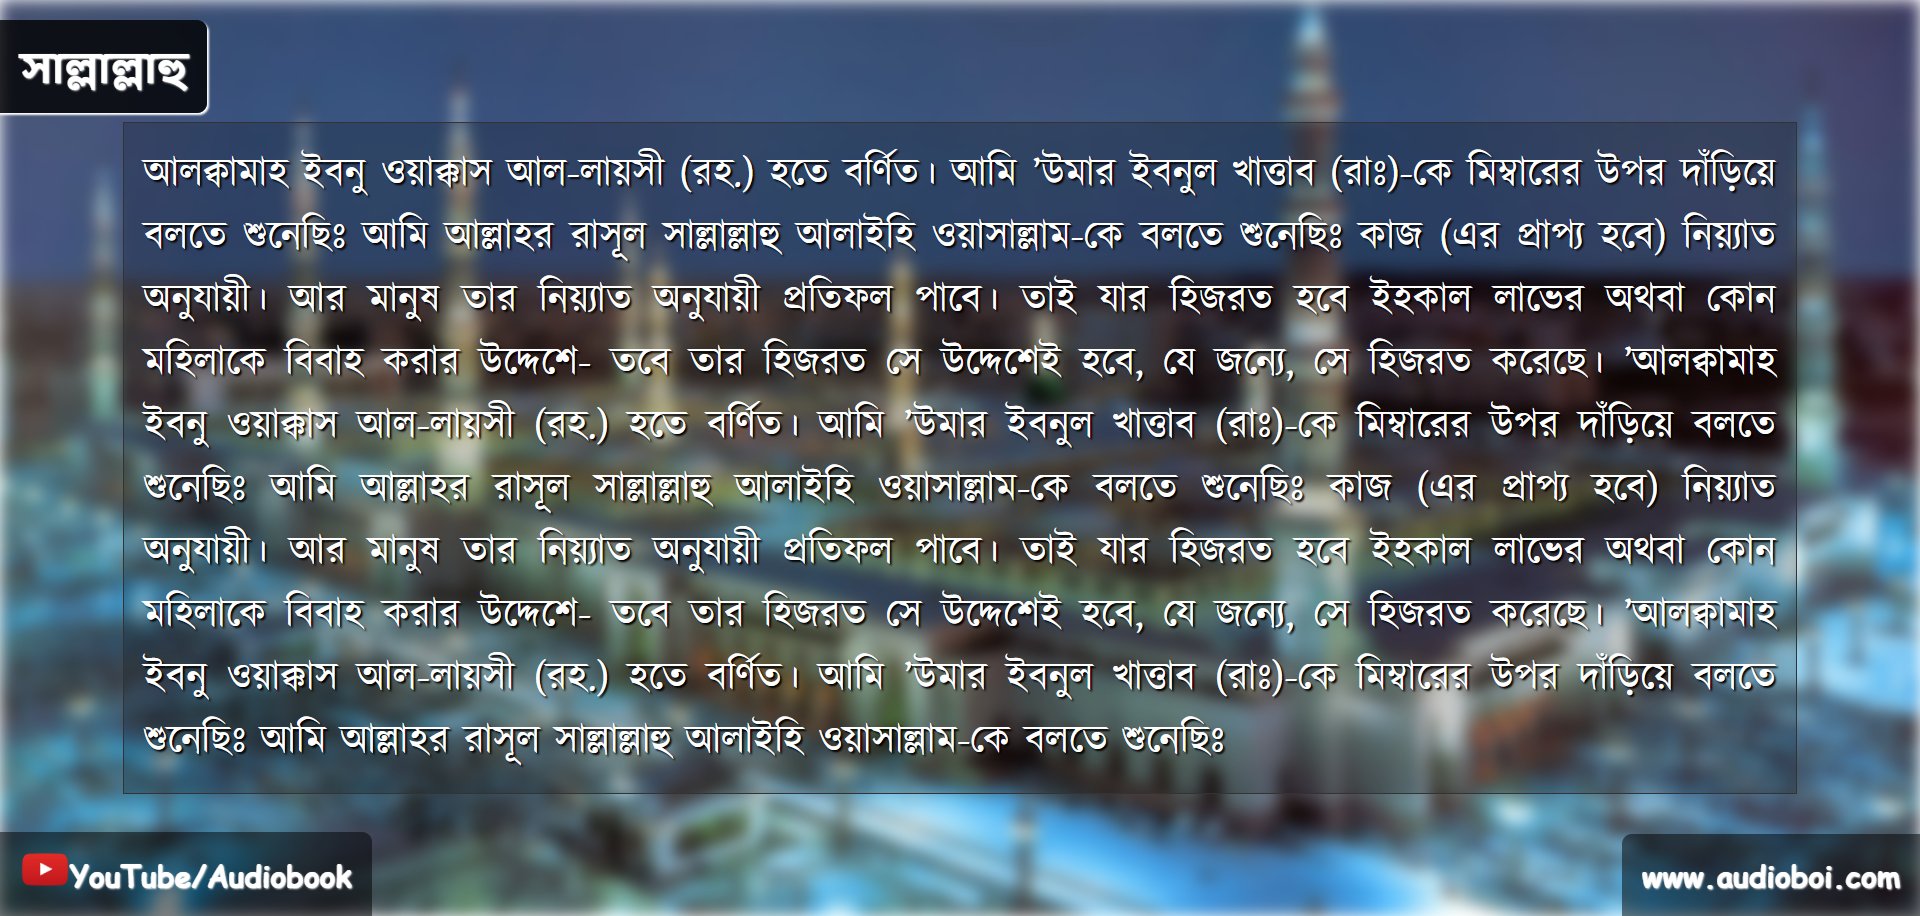 সাল্লাল্লাহু
আলক্বামাহ ইবনু ওয়াক্কাস আল-লায়সী (রহ.) হতে বর্ণিত। আমি ’উমার ইবনুল খাত্তাব (রাঃ)-কে মিম্বারের উপর দাঁড়িয়ে
বলতে শুনেছিঃ আমি আল্লাহর রাসূল সাল্লাল্লাহু আলাইহি ওয়াসাল্লাম-কে বলতে শুনেছিঃ কাজ (এর প্রাপ্য হবে) নিয়্যাত
অনুযায়ী। আর মানুষ তার নিয়্যাত অনুযায়ী প্রতিফল পাবে। তাই যার হিজরত হবে ইহকাল লাভের অথবা কোন
মহিলাকে বিবাহ করার উদ্দেশে- তবে তার হিজরত সে উদ্দেশেই হবে, যে জন্যে, সে হিজরত করেছে। ’আলক্বামাহ
ইবনু ওয়াক্কাস আল-লায়সী (রহ.) হতে বর্ণিত। আমি ’উমার ইবনুল খাত্তাব (রাঃ)-কে মিম্বারের উপর দাঁড়িয়ে বলতে
শুনেছিঃ আমি আল্লাহর রাসূল সাল্লাল্লাহু আলাইহি ওয়াসাল্লাম-কে বলতে শুনেছিঃ কাজ (এর প্রাপ্য হবে) নিয়্যাত
অনুযায়ী। আর মানুষ তার নিয়্যাত অনুযায়ী প্রতিফল পাবে। তাই যার হিজরত হবে ইহকাল লাভের অথবা কোন
মহিলাকে বিবাহ করার উদ্দেশে- তবে তার হিজরত সে উদ্দেশেই হবে, যে জন্যে, সে হিজরত করেছে। ’আলক্বামাহ
ইবনু ওয়াক্কাস আল-লায়সী (রহ.) হতে বর্ণিত। আমি ’উমার ইবনুল খাত্তাব (রাঃ)-কে মিম্বারের উপর দাঁড়িয়ে বলতে
শুনেছিঃ আমি আল্লাহর রাসূল সাল্লাল্লাহু আলাইহি ওয়াসাল্লাম-কে বলতে শুনেছিঃ
YouTube/Audiobook
www.audioboi.com